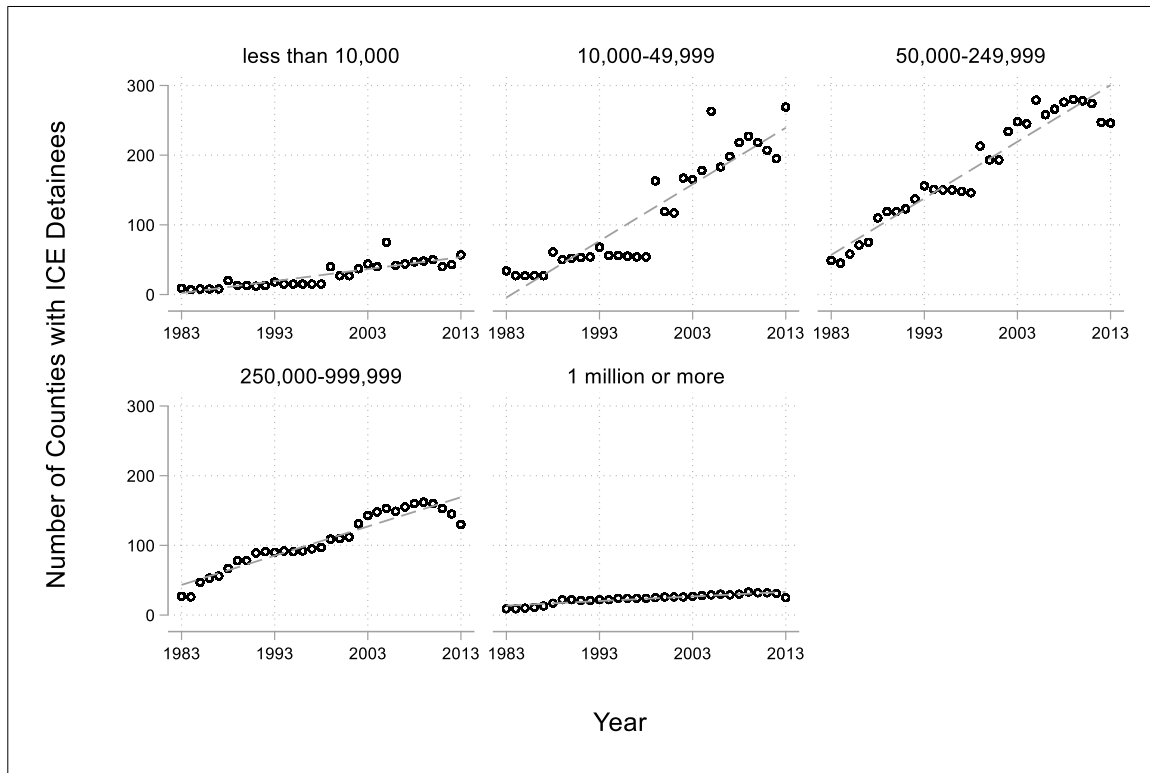 Number of Counties with ICE Detainees
less than 10,000
10,000-49,999
50,000-249,999
300
200
100
0
1983 1993 2003 2013
1983 1993 2003 2013
1983 1993 2003 2013
250,000-999,999
1 million or more
300
200
100
0
1983 1993 2003 2013
1983 1993 2003 2013
Year